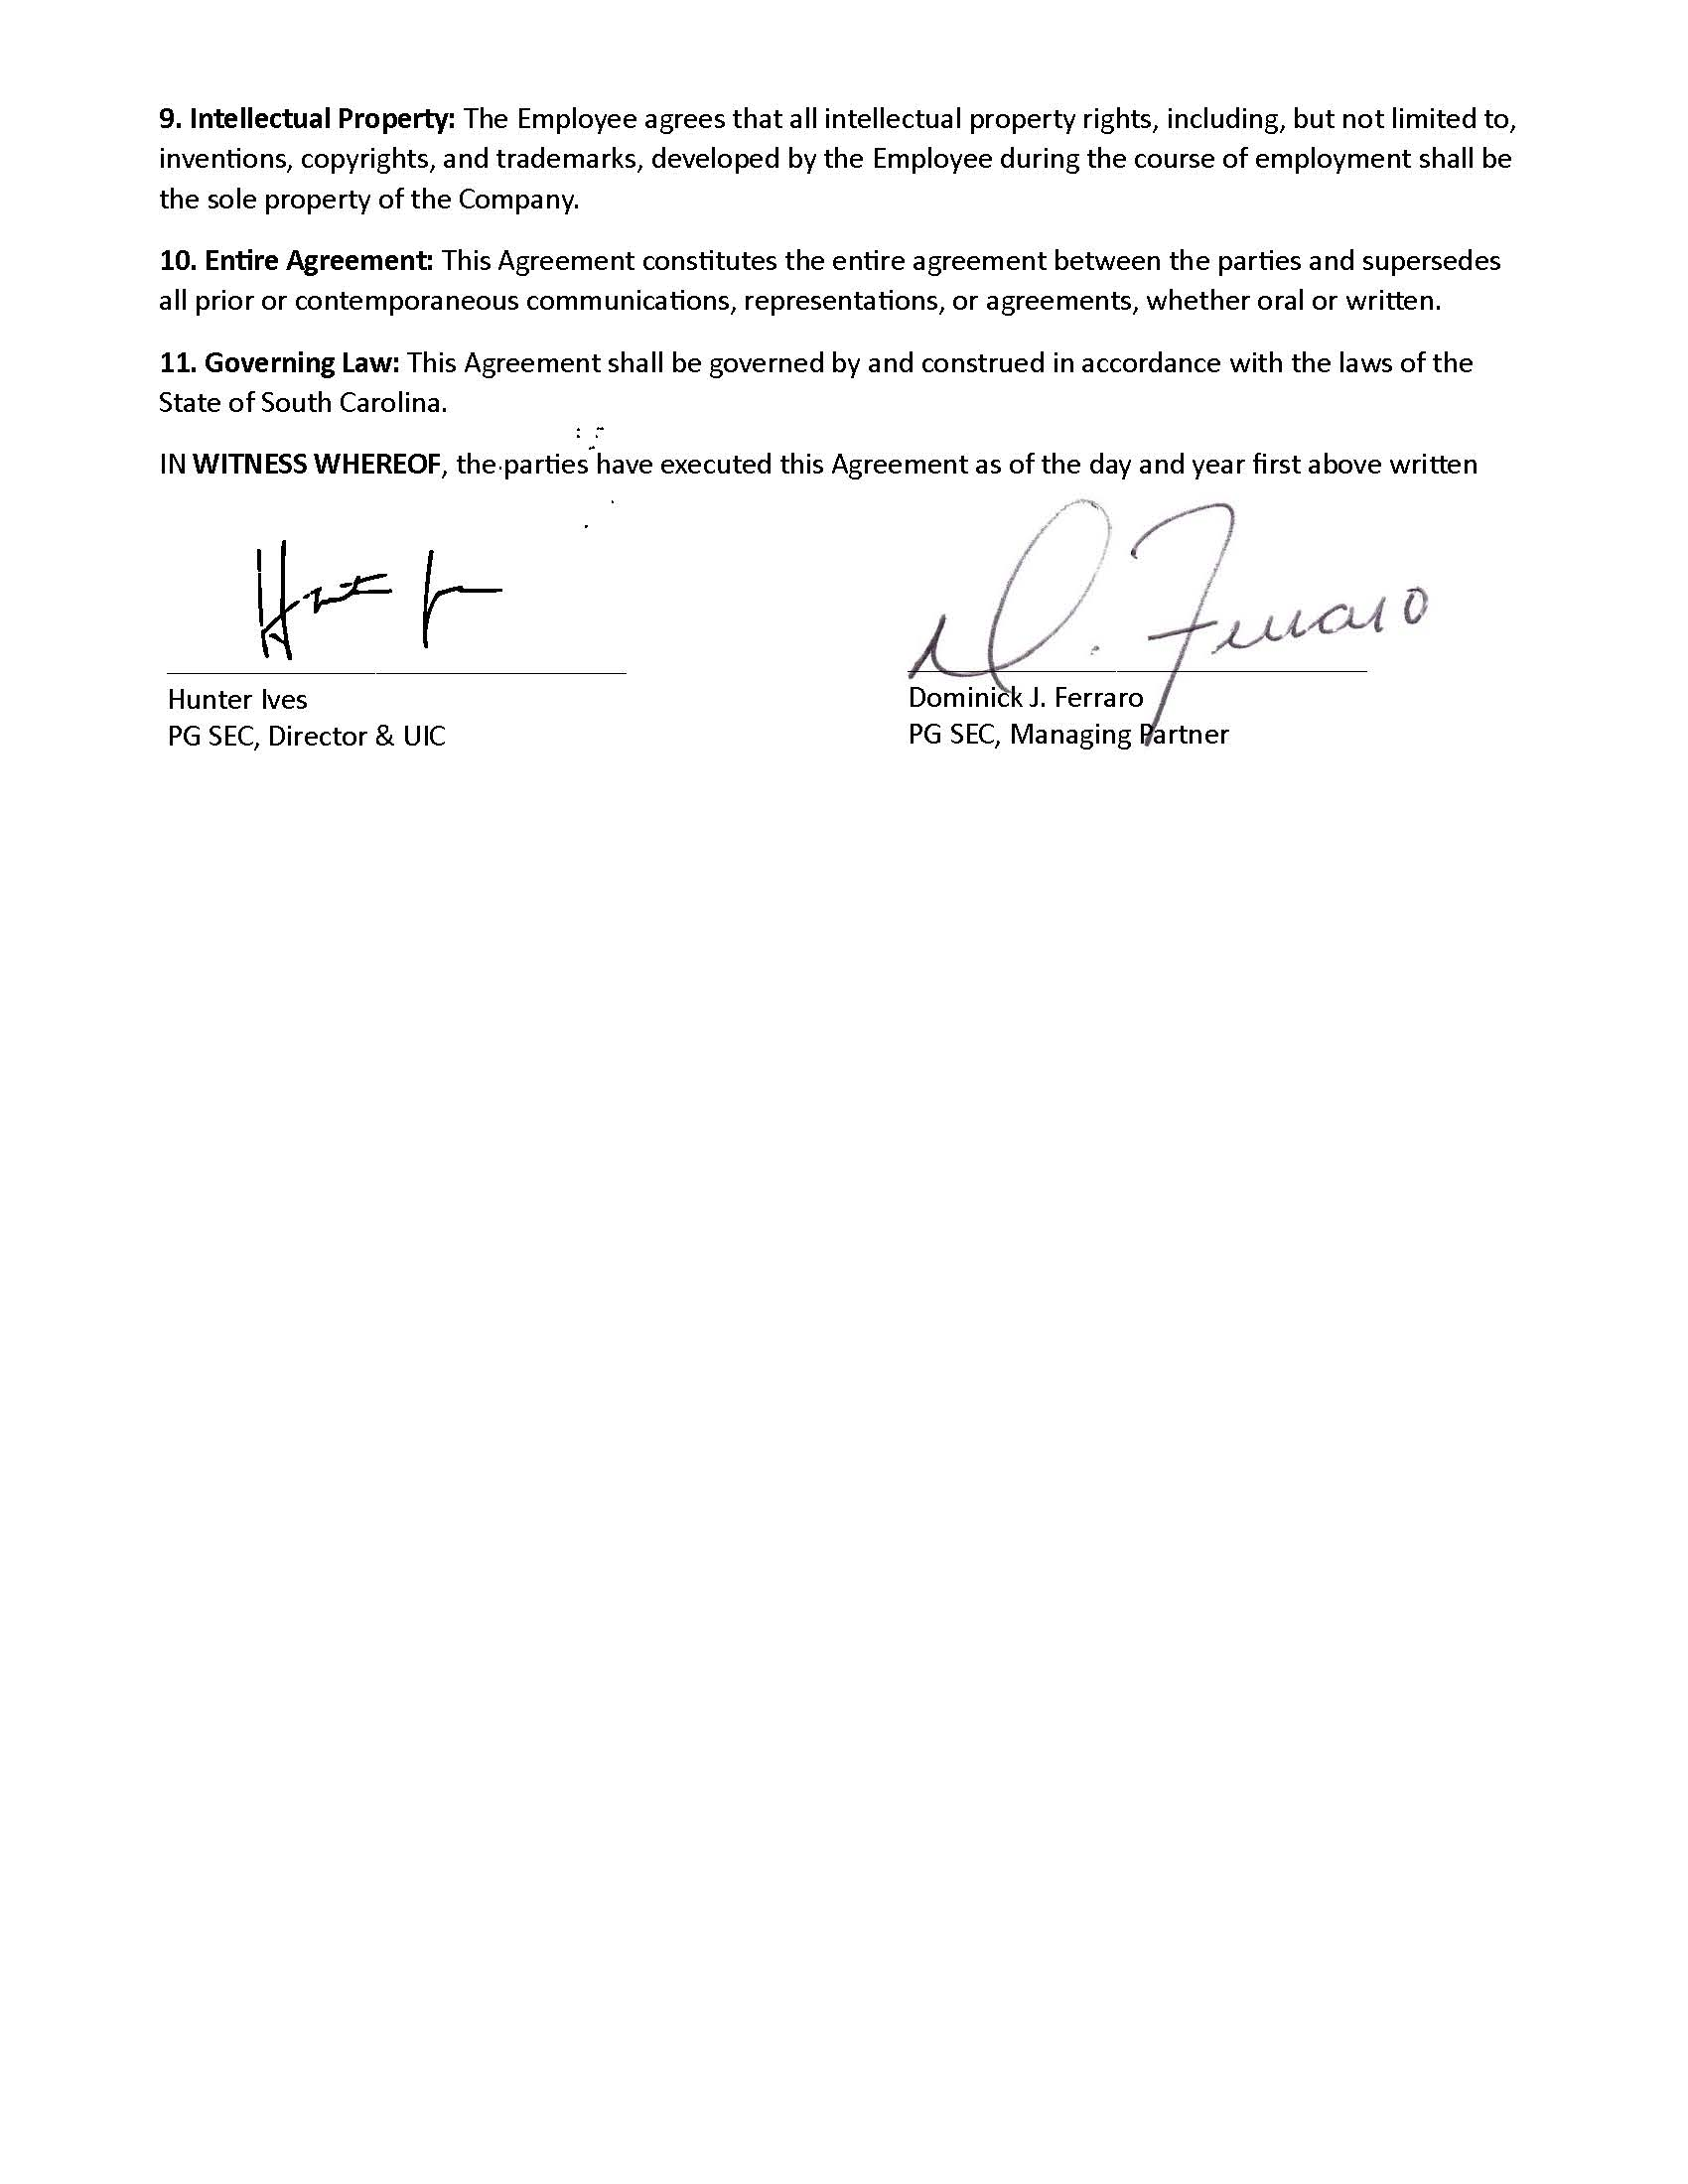 9. Intellectual Property: The Employee agrees that all intellectual property rights, including, but not limited to,
inventions, copyrights, and trademarks, developed by the Employee during the course of employment shall be
the sole property of the Company.
10. Entire Agreement: This Agreement constitutes the entire agreement between the parties and supersedes
all prior or contemporaneous communications, representations, or agreements, whether oral or written.
11. Governing Law: This Agreement shall be governed by and construed in accordance with the laws of the
State of South Carolina.
IN WITNESS WHEREOF, the parties have executed this Agreement as of the day and year first above written
D. Ferraro
Hunter Ives
PG SEC, Director & UIC
Dominick J. Ferraro
PG SEC, Managing Partner